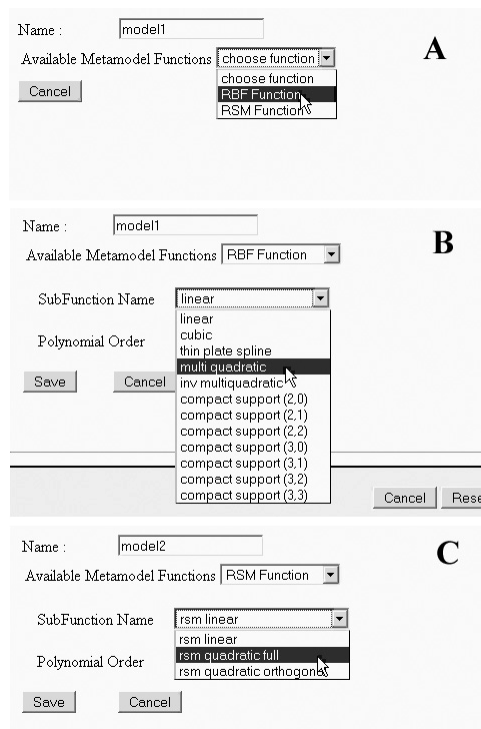 Name : model1 A
Available Metamodel Functions choose function
choose function
Cancel RBF Function
RSM Function
Name : model1 B
Available Metamodel Functions RBF Function
SubFunction Name linear
linear
cubic
Polynomial Order
thin plate spline
multi quadratic
Save Cancel inv multiquadratic
compact support (2,0)
compact support (2,1)
compact support (2,2)
compact support (3,0)
compact support (3,1)
compact support (3,2)
compact support (3,3)
Cancel Rese
Name : model2 C
Available Metamodel Functions RSM Function
SubFunction Name rsm linear
rsm linear
Polynomial Order rsm quadratic full
rsm quadratic
Save Cancel